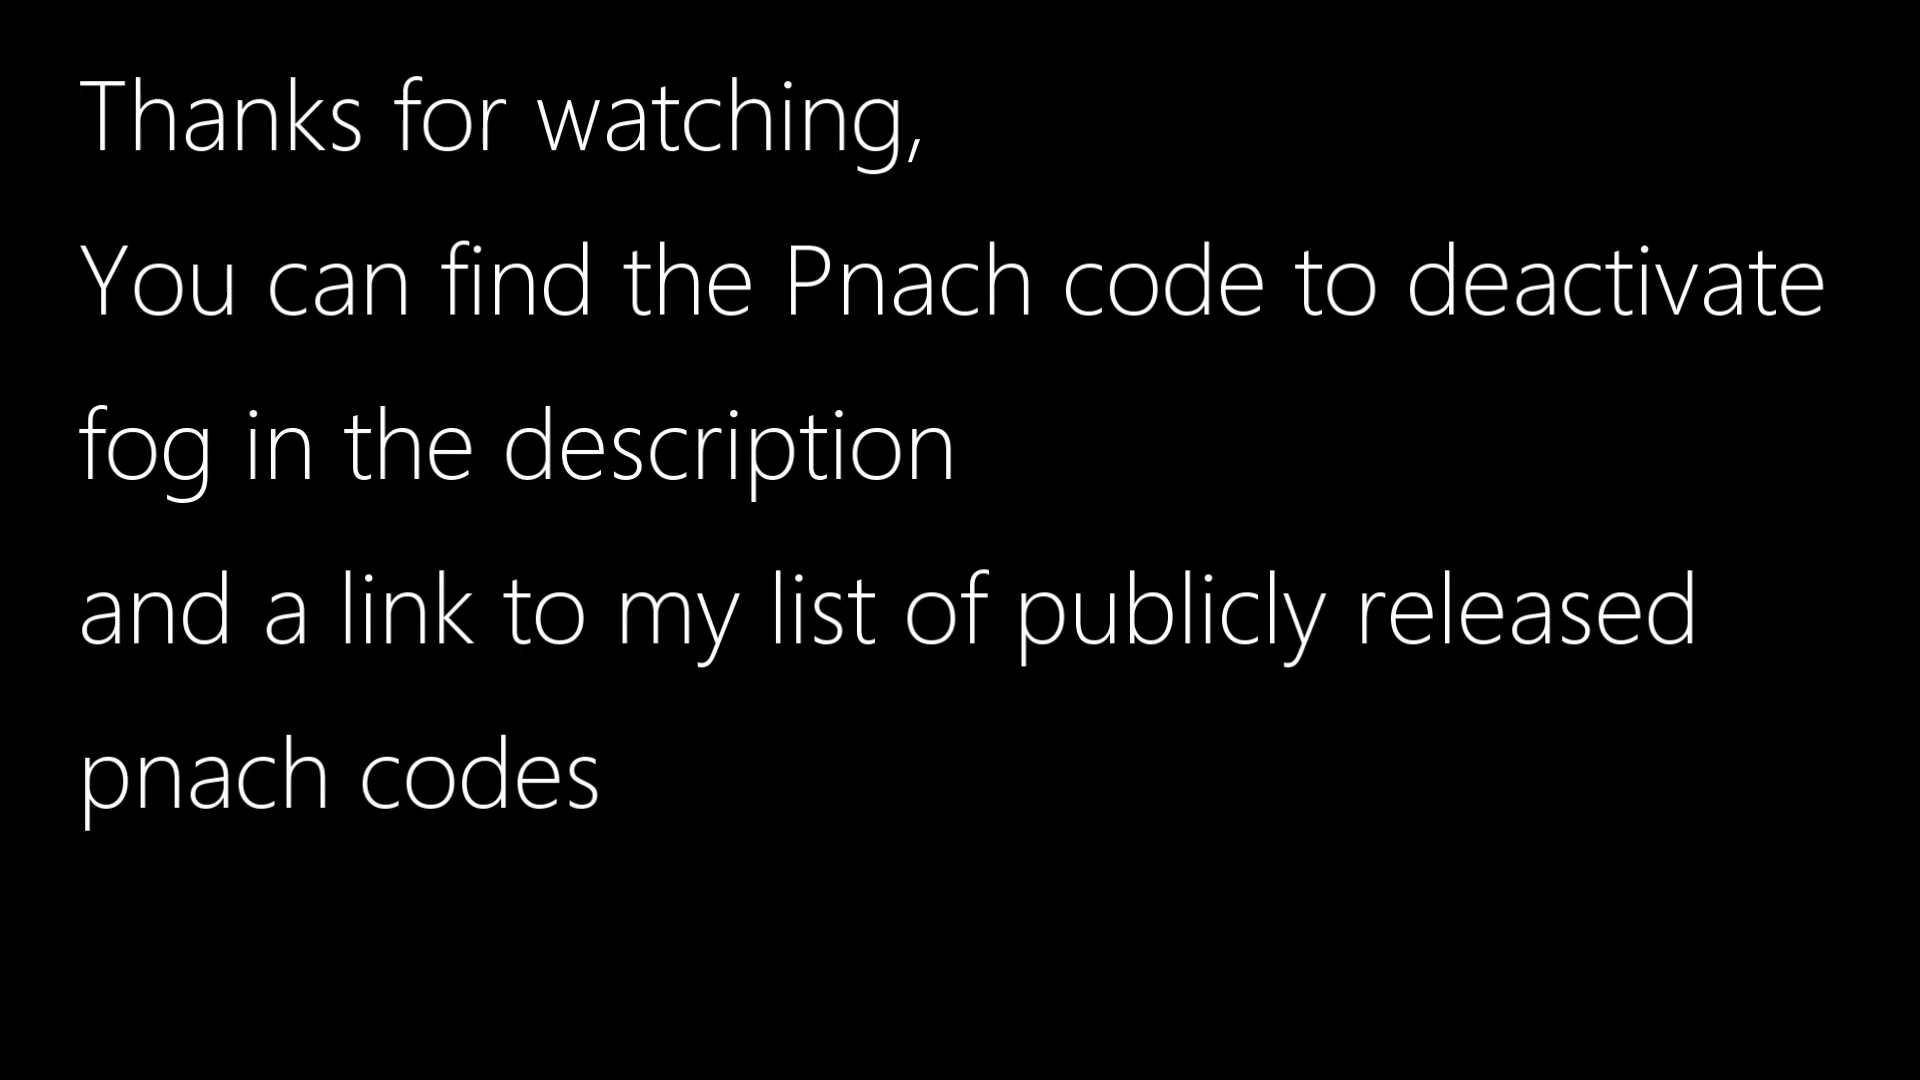 Thanks for watching,
You can find the Pnach code to deactivate
fog in the description
and a link to my list of publicly released
pnach codes